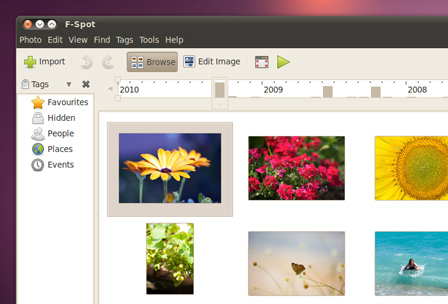 F-Spot
Photo Edit View Find Tags Tools Help
Import Browse Edit Image
Tags
2010 2009 2008
Favourites
Hidden
People
Places
Events